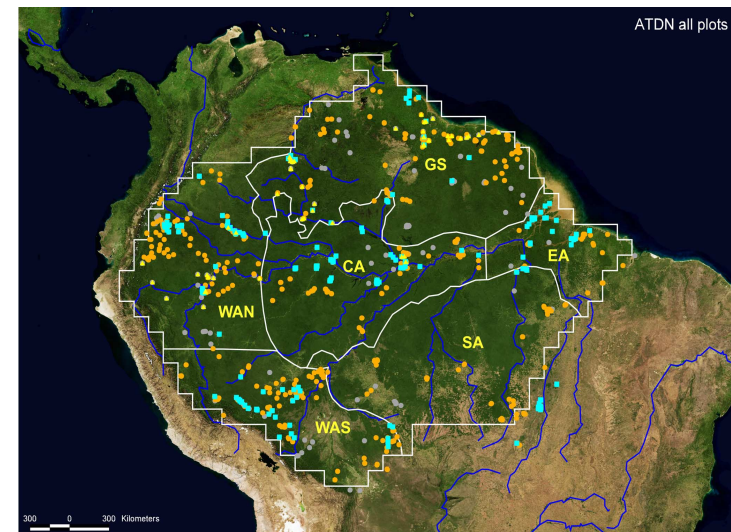 ATDN all plots
GS
EA
CA
WAN
SA
WAS
300 0 300 Kilometers